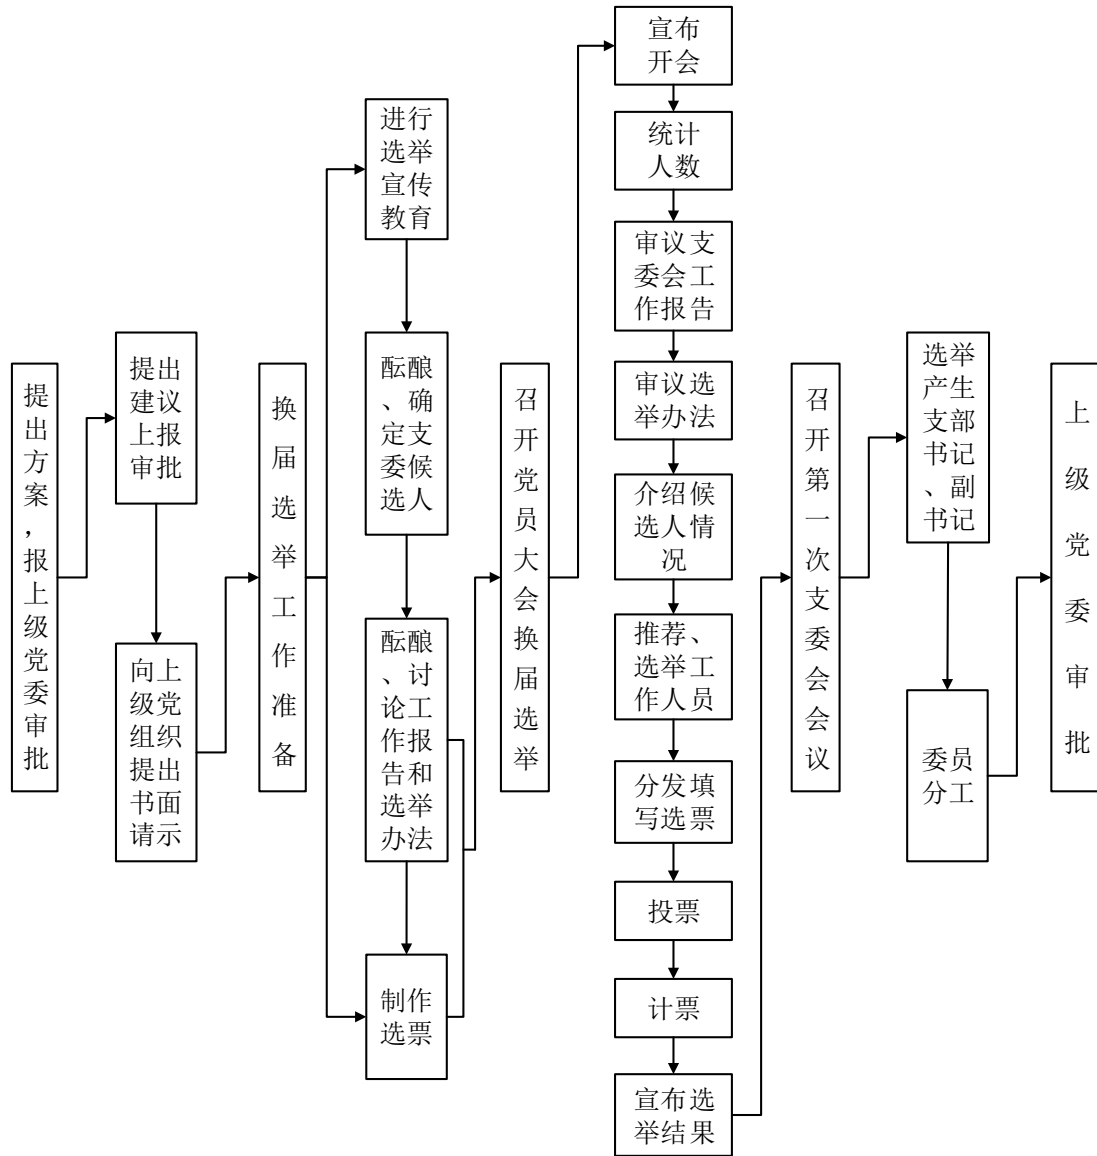 提出方案，报上级党委审批
提出
建议
上报
审批
向上
级党
组织
提出
书面
请示
换届选举工作准备
进行
选举
宣传
教育
酝酿
、确
定支
委候
选人
酝酿
、讨
论工
作报
告和
选举
办法
制作
选票
召开党员大会换届选举
宣布
开会
统计
人数
审议支
委会工
作报告
审议选
举办法
介绍候
选人情
况
推荐、
选举工
作人员
分发填
写选票
投票
计票
宣布选
举结果
召开第一次支委会会议
选举
产生
支部
书记
、副
书记
委员
分工
上级党委审批